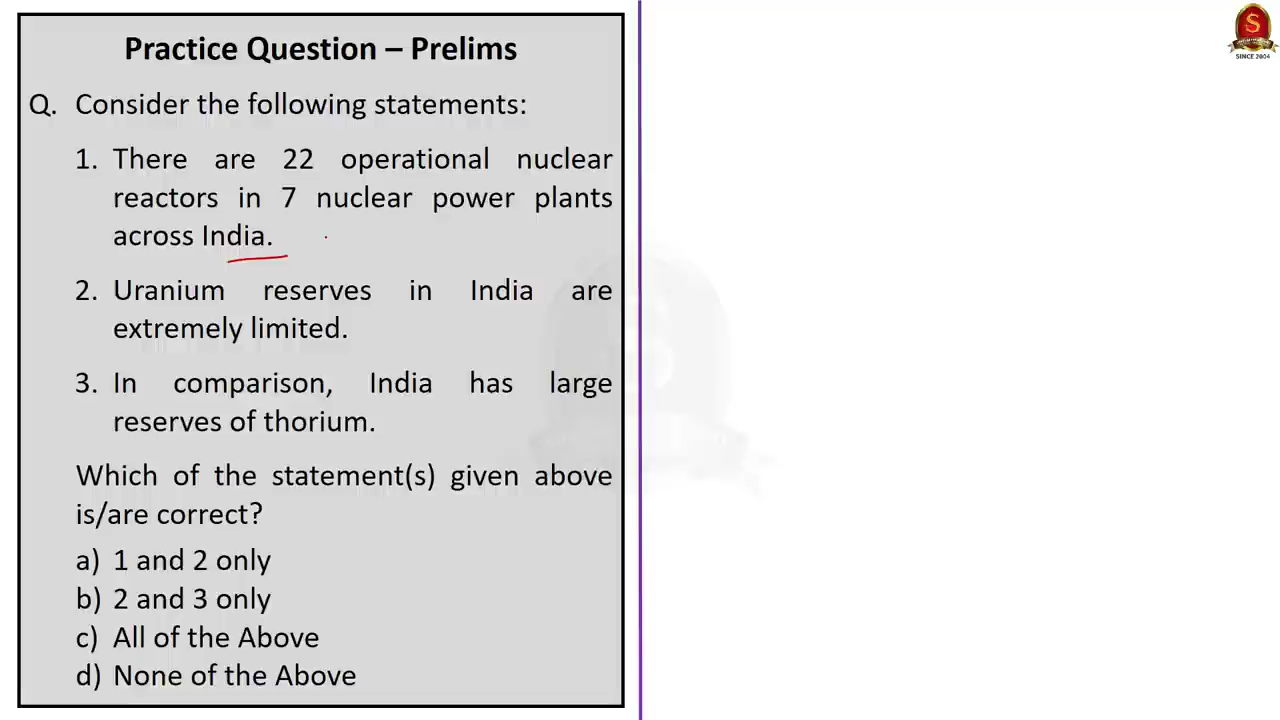 Practice Question – Prelims
Q. Consider the following statements:
1. There are 22 operational nuclear
reactors in 7 nuclear power plants
across India.
2. Uranium reserves in India are
extremely limited.
3. In comparison, India has large
reserves of thorium.
Which of the statement(s) given above
is/are correct?
a) 1 and 2 only
b) 2 and 3 only
c) All of the Above
d) None of the Above
S
SINCE 2004